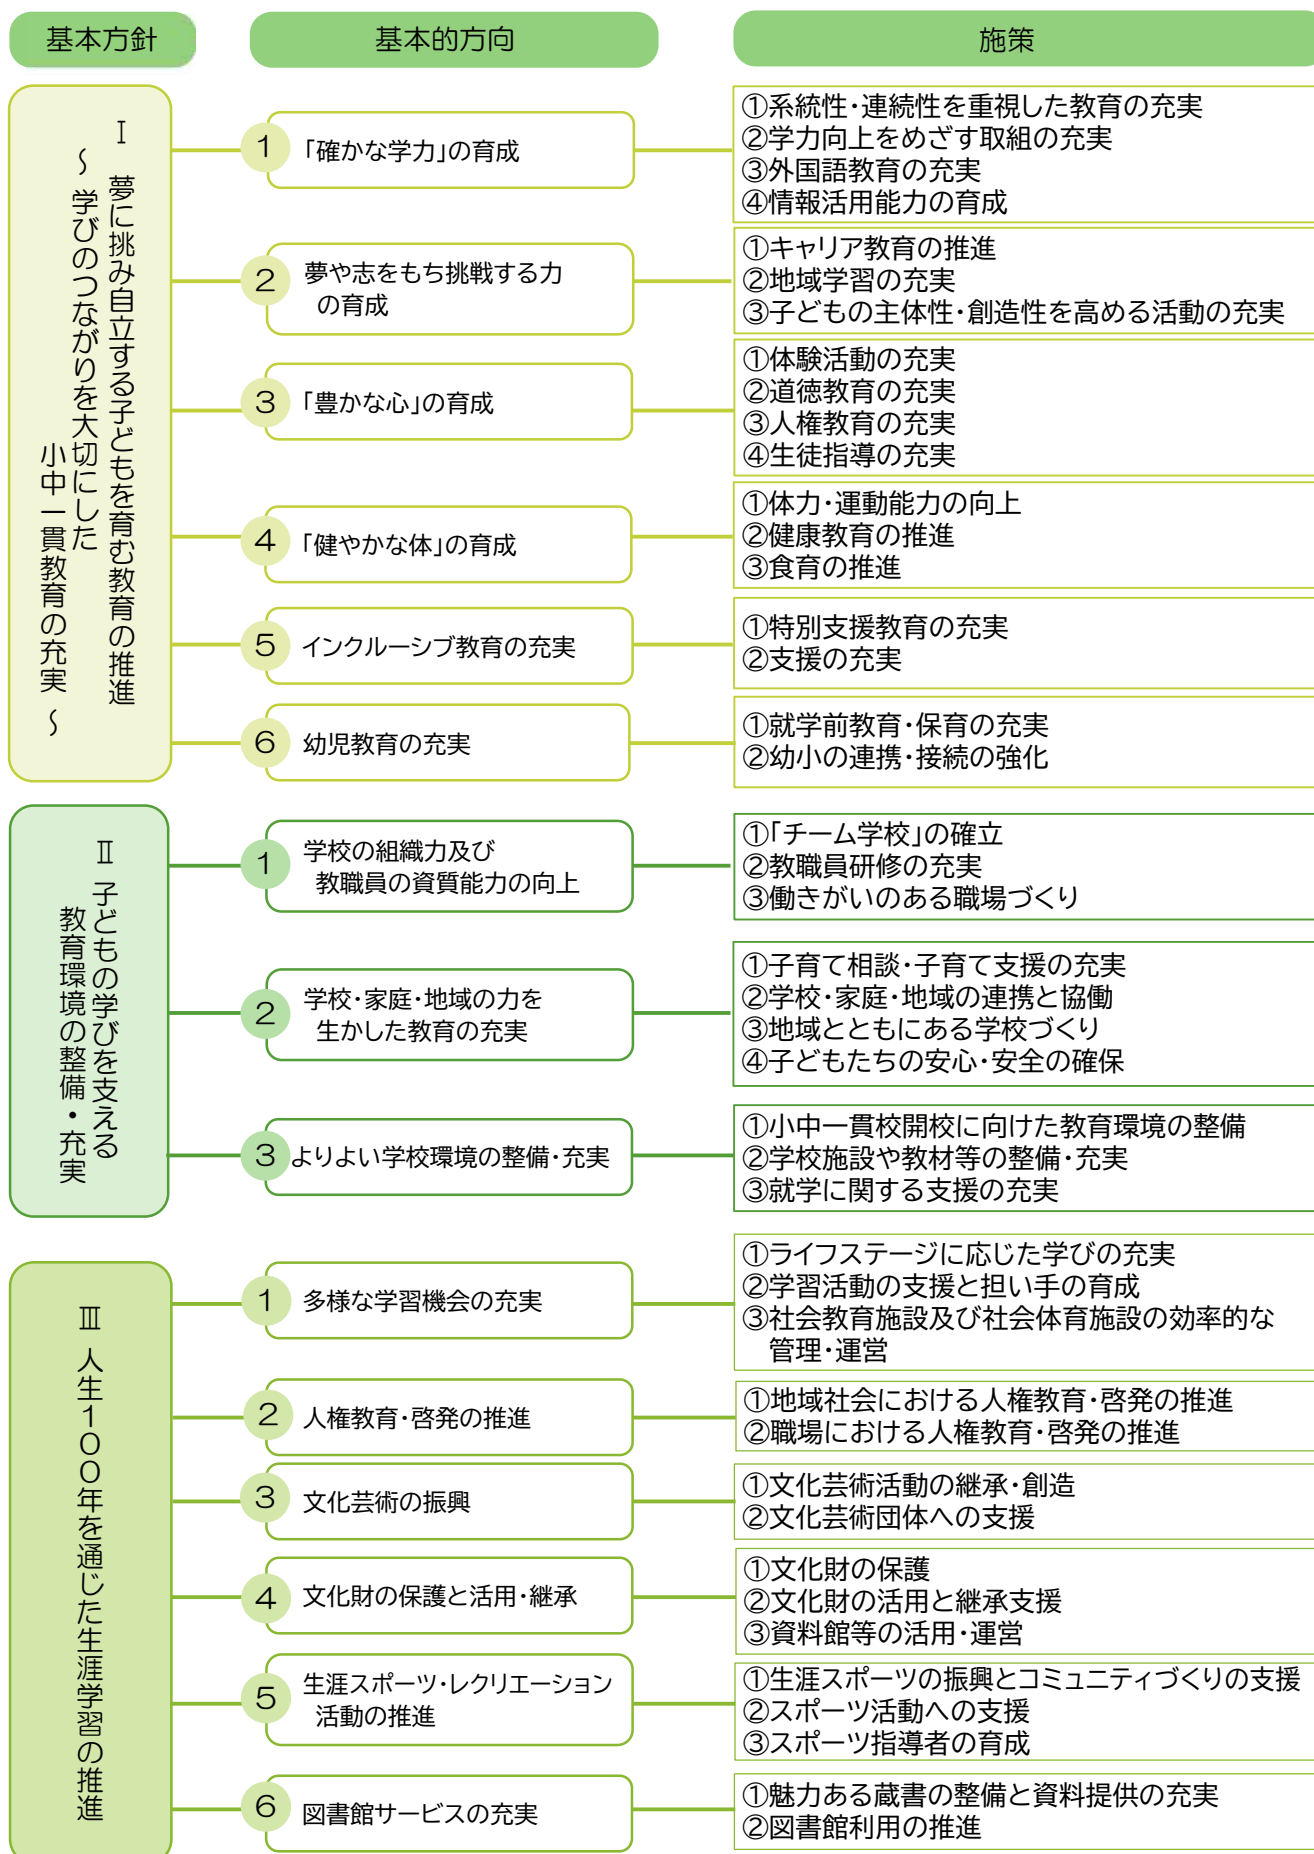 基本方針
基本的方向
施策
Ⅰ 夢に挑み自立する子どもを育む教育の推進
～ 学びのつながりを大切にした
小中一貫教育の充実 ～
1
「確かな学力」の育成
①系統性・連続性を重視した教育の充実
②学力向上をめざす取組の充実
③外国語教育の充実
④情報活用能力の育成
2
夢や志をもち挑戦する力
の育成
①キャリア教育の推進
②地域学習の充実
③子どもの主体性・創造性を高める活動の充実
3
「豊かな心」の育成
①体験活動の充実
②道徳教育の充実
③人権教育の充実
④生徒指導の充実
4
「健やかな体」の育成
①体力・運動能力の向上
②健康教育の推進
③食育の推進
5
インクルーシブ教育の充実
①特別支援教育の充実
②支援の充実
6
幼児教育の充実
①就学前教育・保育の充実
②幼小の連携・接続の強化
Ⅱ 子どもの学びを支える
教育環境の整備・充実
1
学校の組織力及び
教職員の資質能力の向上
①「チーム学校」の確立
②教職員研修の充実
③働きがいのある職場づくり
2
学校・家庭・地域の力を
生かした教育の充実
①子育て相談・子育て支援の充実
②学校・家庭・地域の連携と協働
③地域とともにある学校づくり
④子どもたちの安心・安全の確保
3
よりよい学校環境の整備・充実
①小中一貫校開校に向けた教育環境の整備
②学校施設や教材等の整備・充実
③就学に関する支援の充実
Ⅲ 人生１００年を通じた生涯学習の推進
1
多様な学習機会の充実
①ライフステージに応じた学びの充実
②学習活動の支援と担い手の育成
③社会教育施設及び社会体育施設の効率的な
管理・運営
2
人権教育・啓発の推進
①地域社会における人権教育・啓発の推進
②職場における人権教育・啓発の推進
3
文化芸術の振興
①文化芸術活動の継承・創造
②文化芸術団体への支援
4
文化財の保護と活用・継承
①文化財の保護
②文化財の活用と継承支援
③資料館等の活用・運営
5
生涯スポーツ・レクリエーション
活動の推進
①生涯スポーツの振興とコミュニティづくりの支援
②スポーツ活動への支援
③スポーツ指導者の育成
6
図書館サービスの充実
①魅力ある蔵書の整備と資料提供の充実
②図書館利用の推進